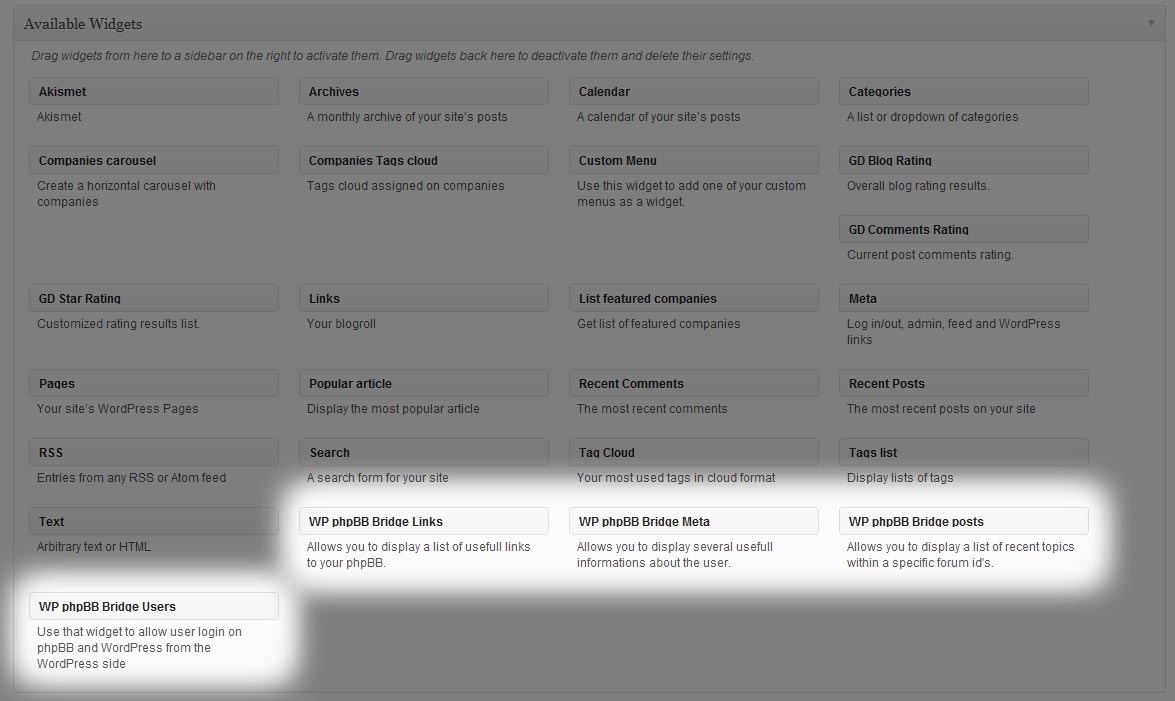 Available Widgets
Drag widgets from here to a sidebar on the right to activate them. Drag widgets back here to deactivate them and delete their settings.
Akismet
Akismet
Archives
A monthly archive of your site's posts
Calendar
A calendar of your site's posts
Categories
A list or dropdown of categories
Companies carousel
Create a horizontal carousel with
companies
Companies Tags cloud
Tags cloud assigned on companies
Custom Menu
Use this widget to add one of your custom
menus as a widget.
GD Blog Rating
Overall blog rating results.
GD Comments Rating
Current post comments rating.
GD Star Rating
Customized rating results list.
Links
Your blogroll
List featured companies
Get list of featured companies
Meta
Log in/out, admin, feed and WordPress
links
Pages
Your site's WordPress Pages
Popular article
Display the most popular article
Recent Comments
The most recent comments
Recent Posts
The most recent posts on your site
RSS
Entries from any RSS or Atom feed
Search
A search form for your site
Tag Cloud
Your most used tags in cloud format
Tags list
Display lists of tags
Text
Arbitrary text or HTML
WP phpBB Bridge Links
Allows you to display a list of usefull links
to your phpBB.
WP phpBB Bridge Meta
Allows you to display several usefull
informations about the user.
WP phpBB Bridge posts
Allows you to display a list of recent topics
within a specific forum id's.
WP phpBB Bridge Users
Use that widget to allow user login on
phpBB and WordPress from the
WordPress side